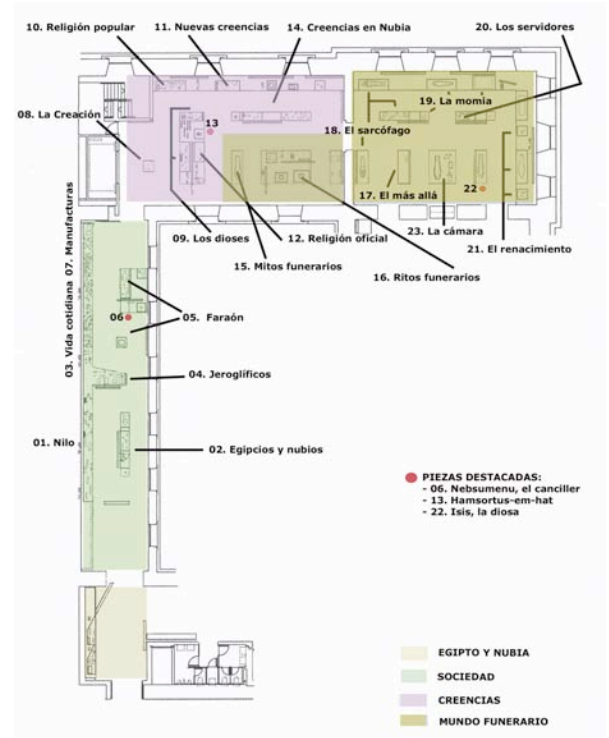 10. Religión popular
11. Nuevas creencias
14. Creencias en Nubia
20. Los servidores
08. La Creación
13
19. La momia
18. El sarcófago
17. El más allá
22
23. La cámara
09. Los dioses
12. Religión oficial
21. El renacimiento
15. Mitos funerarios
16. Ritos funerarios
03. Vida cotidiana 07. Manufacturas
06
05. Faraón
04. Jeroglíficos
01. Nilo
02. Egipcios y nubios
PIEZAS DESTACADAS:
- 06. Nebsumenu, el canciller
- 13. Hamsortus-em-hat
- 22. Isis, la diosa
EGIPTO Y NUBIA
SOCIEDAD
CREENCIAS
MUNDO FUNERARIO